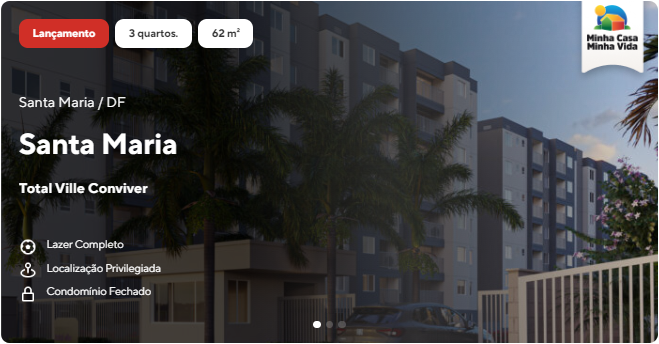 Lançamento
3 quartos.
62 m²
Minha Casa
Minha Vida
Santa Maria / DF
Santa Maria
Total Ville Conviver
Lazer Completo
Localização Privilegiada
Condomínio Fechado